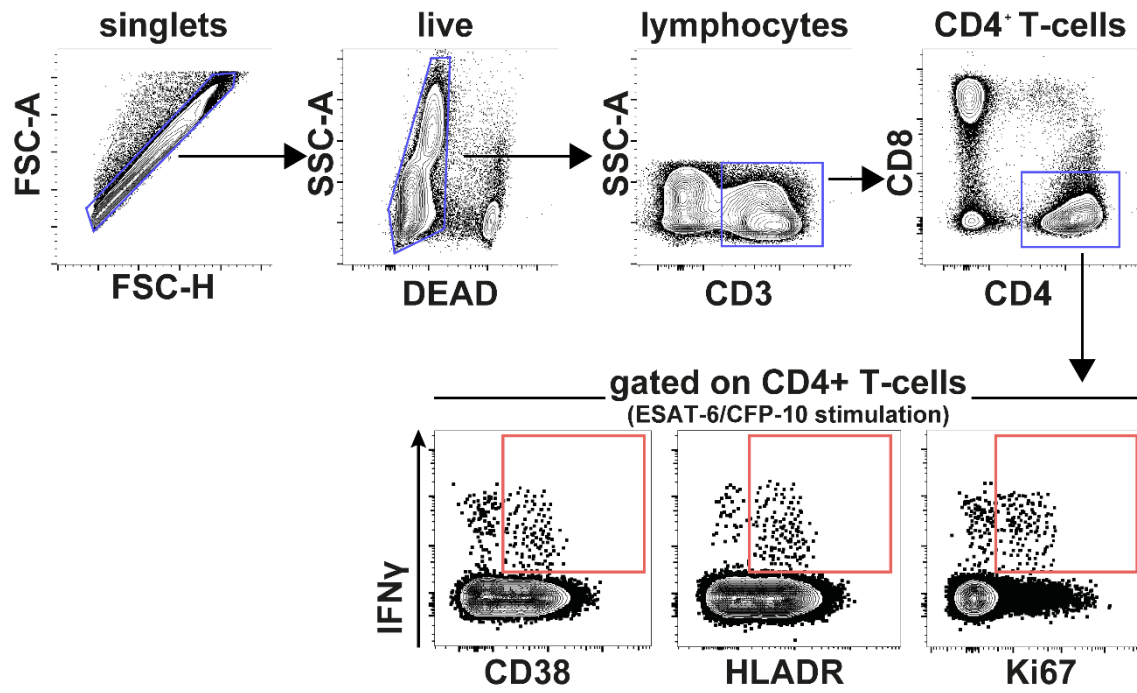 singlets
live
lymphocytes
CD4⁺ T-cells
FSC-A
SSC-A
SSC-A
CD8
FSC-H
DEAD
CD3
CD4
gated on CD4+ T-cells
(ESAT-6/CFP-10 stimulation)
IFNγ
CD38
HLADR
Ki67